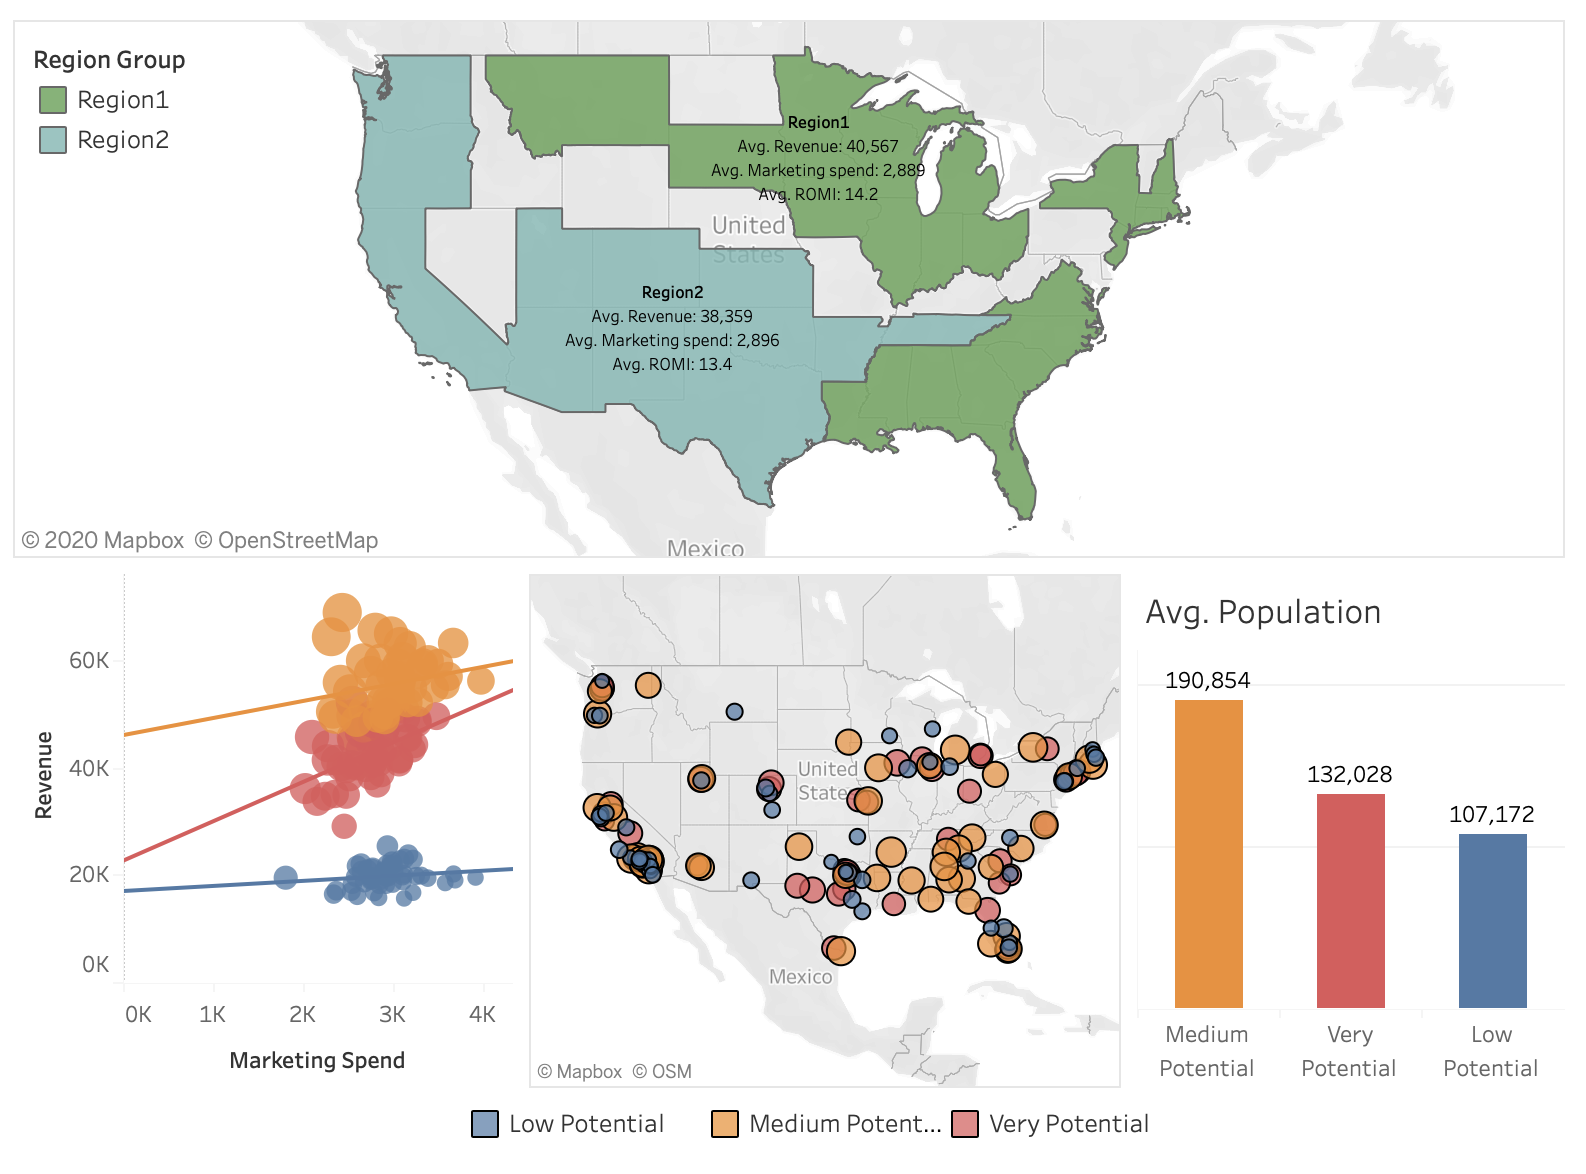 Region Group
Region1
Region2
Region1
Avg. Revenue: 40,567
Avg. Marketing spend: 2,889
Avg. ROMI: 14.2
United
States
Region2
Avg. Revenue: 38,359
Avg. Marketing spend: 2,896
Avg. ROMI: 13.4
Mexico
© 2020 Mapbox © OpenStreetMap
Revenue
60K
40K
20K
0K
0K 1K 2K 3K 4K
Marketing Spend
United
States
Mexico
© Mapbox © OSM
Avg. Population
190,854
132,028
107,172
Medium
Potential
Very
Potential
Low
Potential
Low Potential
Medium Potent...
Very Potential